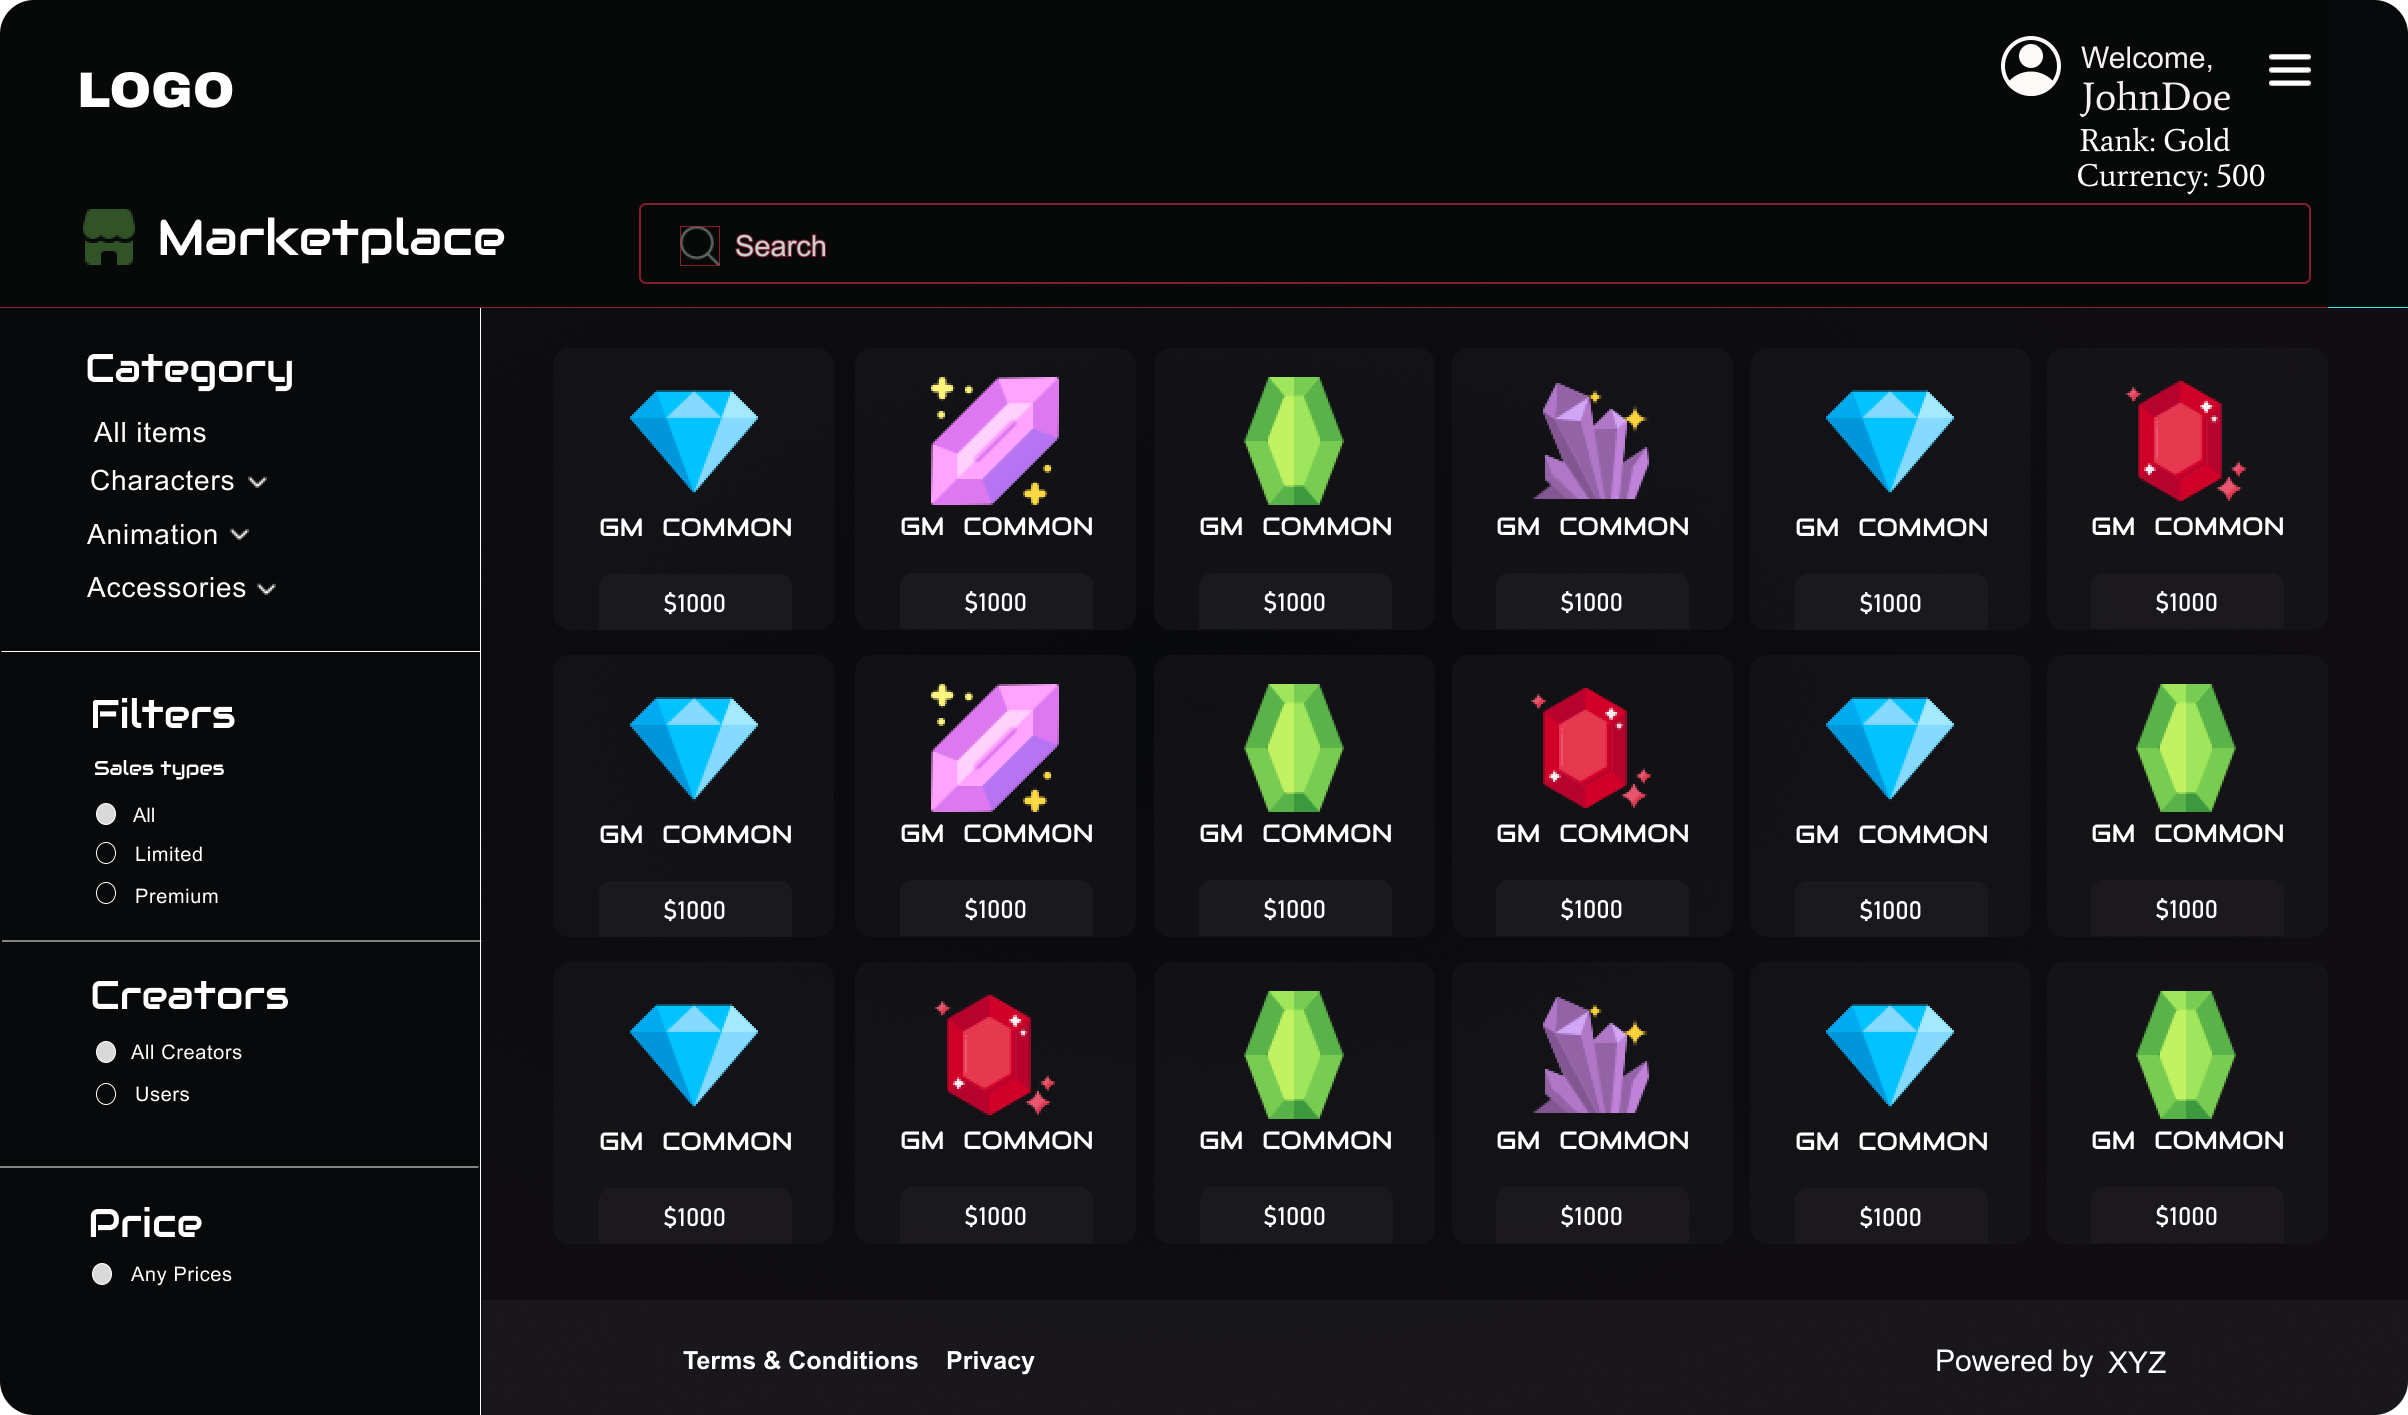 LOGO
Welcome,
JohnDoe
Rank: Gold
Currency: 500
Marketplace
Search
Category
All items
Characters
Animation
Accessories
Filters
Sales types
All
Limited
Premium
Creators
All Creators
Users
Price
Any Prices
GM COMMON GM COMMON GM COMMON GM COMMON GM COMMON GM COMMON
$1000 $1000 $1000 $1000 $1000 $1000
GM COMMON GM COMMON GM COMMON GM COMMON GM COMMON GM COMMON
$1000 $1000 $1000 $1000 $1000 $1000
GM COMMON GM COMMON GM COMMON GM COMMON GM COMMON GM COMMON
$1000 $1000 $1000 $1000 $1000 $1000
Terms & Conditions Privacy
Powered by XYZ